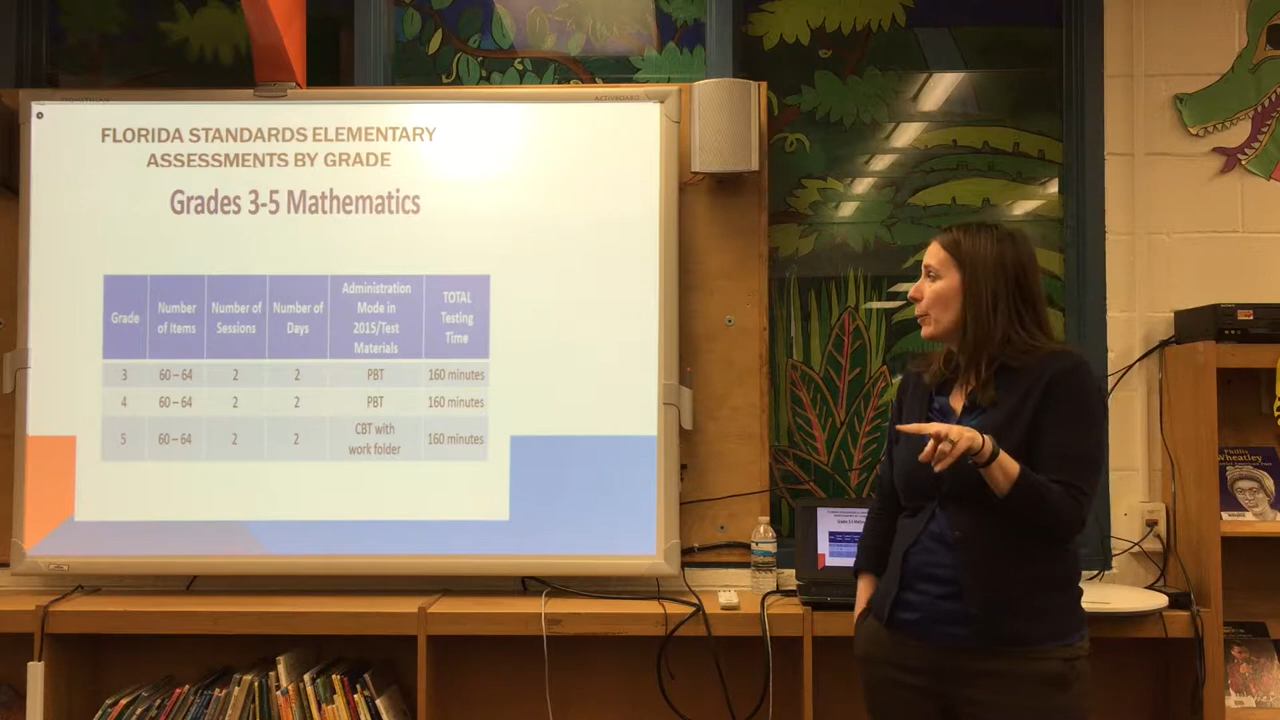 ACTIVBOARD
FLORIDA STANDARDS ELEMENTARY
ASSESSMENTS BY GRADE
Grades 3-5 Mathematics
Grade Number of Items Number of Sessions Number of Days Administration Mode in 2015/Test Materials TOTAL Testing Time
3 60 – 64 2 2 PBT 160 minutes
4 60 – 64 2 2 PBT 160 minutes
5 60 – 64 2 2 CBT with work folder 160 minutes
Phillis
Wheatley